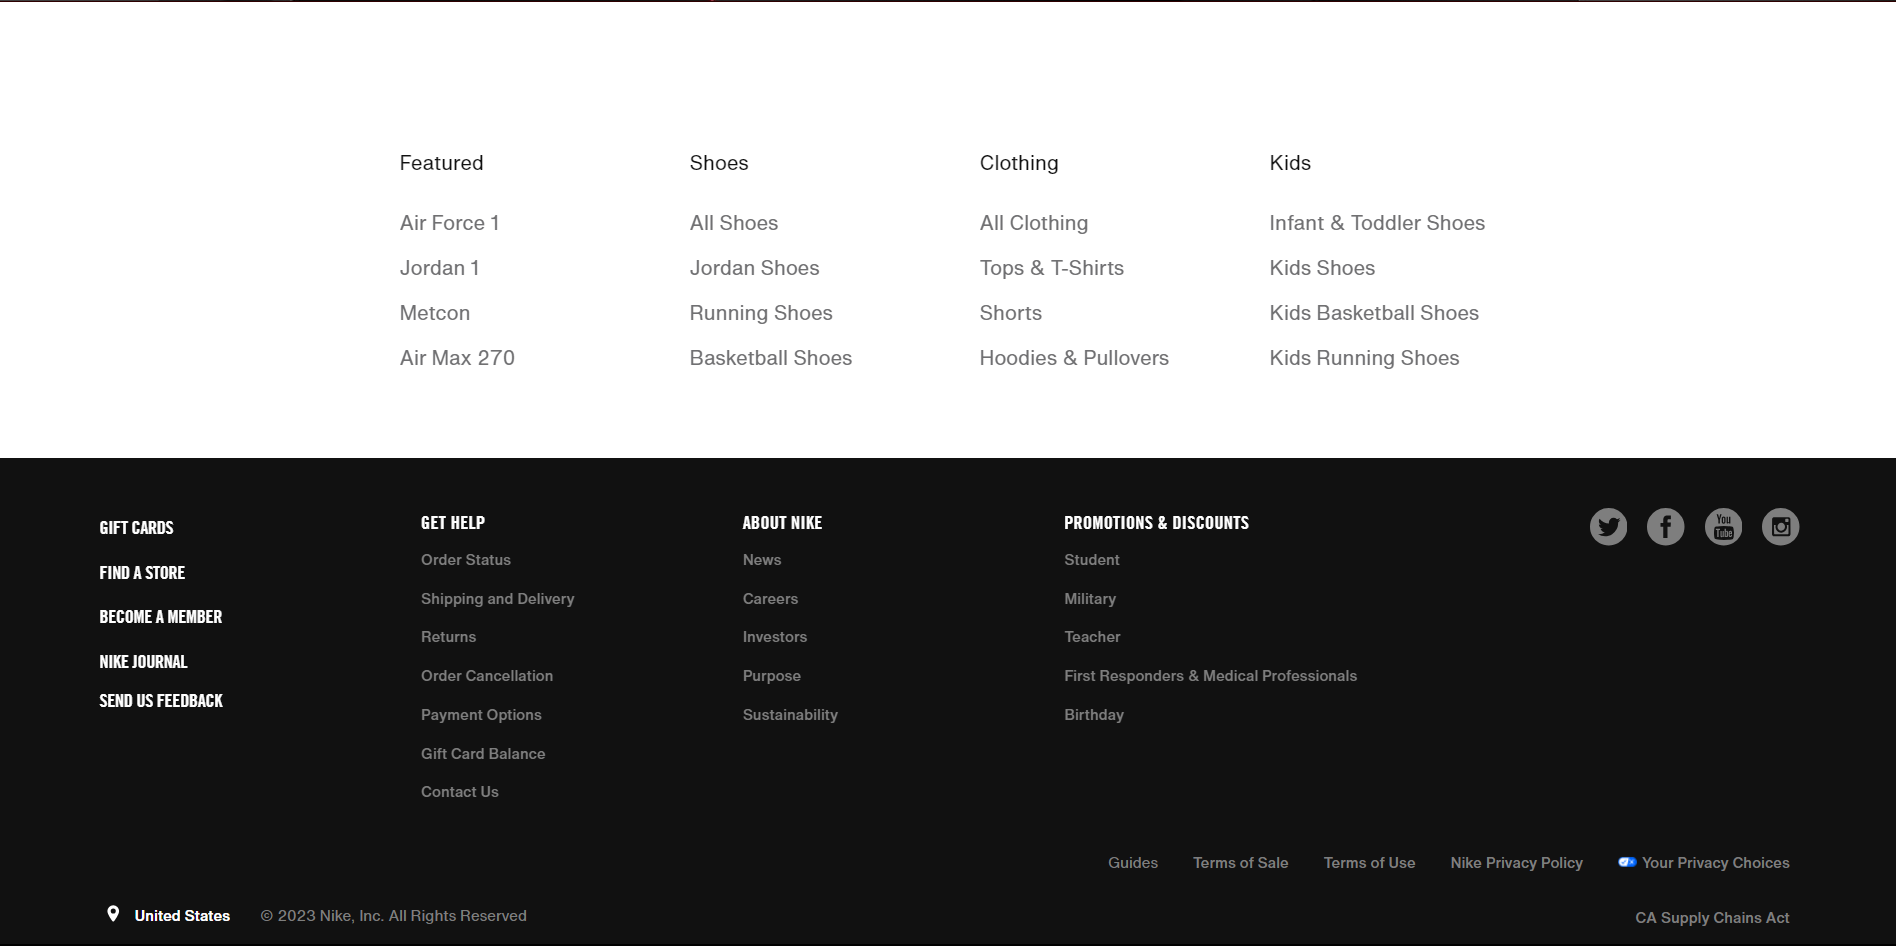 Featured
Air Force 1
Jordan 1
Metcon
Air Max 270
Shoes
All Shoes
Jordan Shoes
Running Shoes
Basketball Shoes
Clothing
All Clothing
Tops & T-Shirts
Shorts
Hoodies & Pullovers
Kids
Infant & Toddler Shoes
Kids Shoes
Kids Basketball Shoes
Kids Running Shoes
GIFT CARDS
FIND A STORE
BECOME A MEMBER
NIKE JOURNAL
SEND US FEEDBACK
GET HELP
Order Status
Shipping and Delivery
Returns
Order Cancellation
Payment Options
Gift Card Balance
Contact Us
ABOUT NIKE
News
Careers
Investors
Purpose
Sustainability
PROMOTIONS & DISCOUNTS
Student
Military
Teacher
First Responders & Medical Professionals
Birthday
You
Tube
Guides
Terms of Sale
Terms of Use
Nike Privacy Policy
Your Privacy Choices
United States
© 2023 Nike, Inc. All Rights Reserved
CA Supply Chains Act